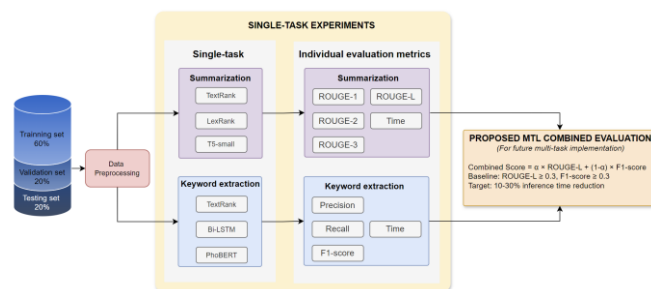 SINGLE-TASK EXPERIMENTS
Single-task
Individual evaluation metrics
Summarization
TextRank
LexRank
T5-small
Summarization
ROUGE-1
ROUGE-L
ROUGE-2
Time
ROUGE-3
Trainning set
60%
Validation set
20%
Testing set
20%
Data
Preprocessing
Keyword extraction
TextRank
Bi-LSTM
PhoBERT
Keyword extraction
Precision
Recall
Time
F1-score
PROPOSED MTL COMBINED EVALUATION
(For future multi-task implementation)
Combined Score = α × ROUGE-L + (1-α) × F1-score
Baseline: ROUGE-L ≥ 0.3, F1-score ≥ 0.3
Target: 10-30% inference time reduction